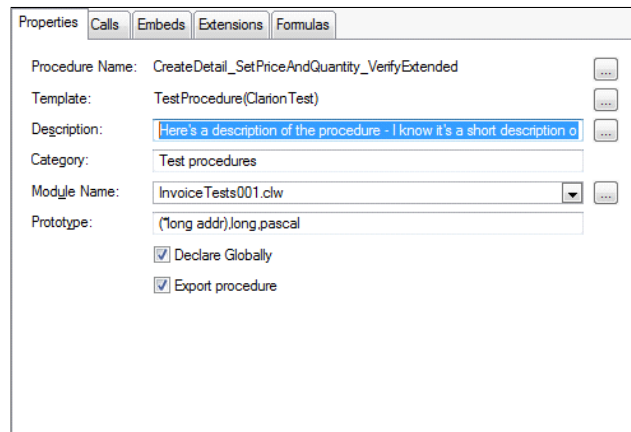 Properties Calls Embeds Extensions Formulas
Procedure Name: CreateDetail_SetPriceAndQuantity_VerifyExtended ...
Template: TestProcedure(ClarionTest) ...
Description: Here's a description of the procedure - I know it's a short description o ...
Category: Test procedures
Module Name: InvoiceTests001.clw ...
Prototype: (*long addr),long,pascal
Declare Globally
Export procedure